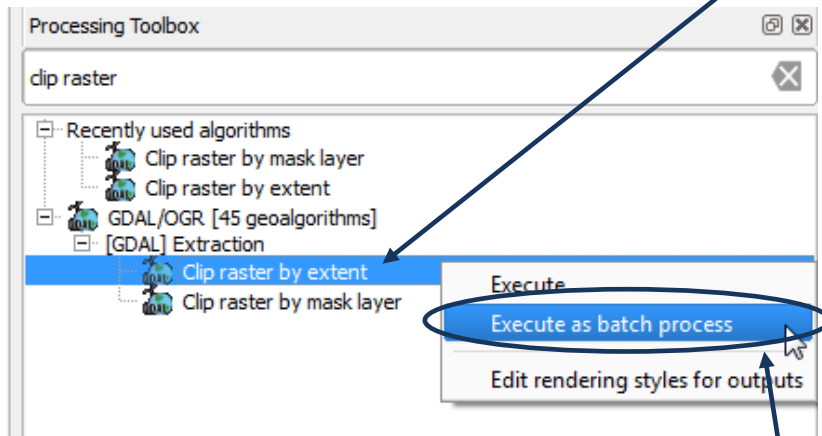 Processing Toolbox
clip raster
Recently used algorithms
Clip raster by mask layer
Clip raster by extent
GDAL/OGR [45 geoalgorithms]
[GDAL] Extraction
Clip raster by extent
Clip raster by mask layer
Execute
Execute as batch process
Edit rendering styles for outputs